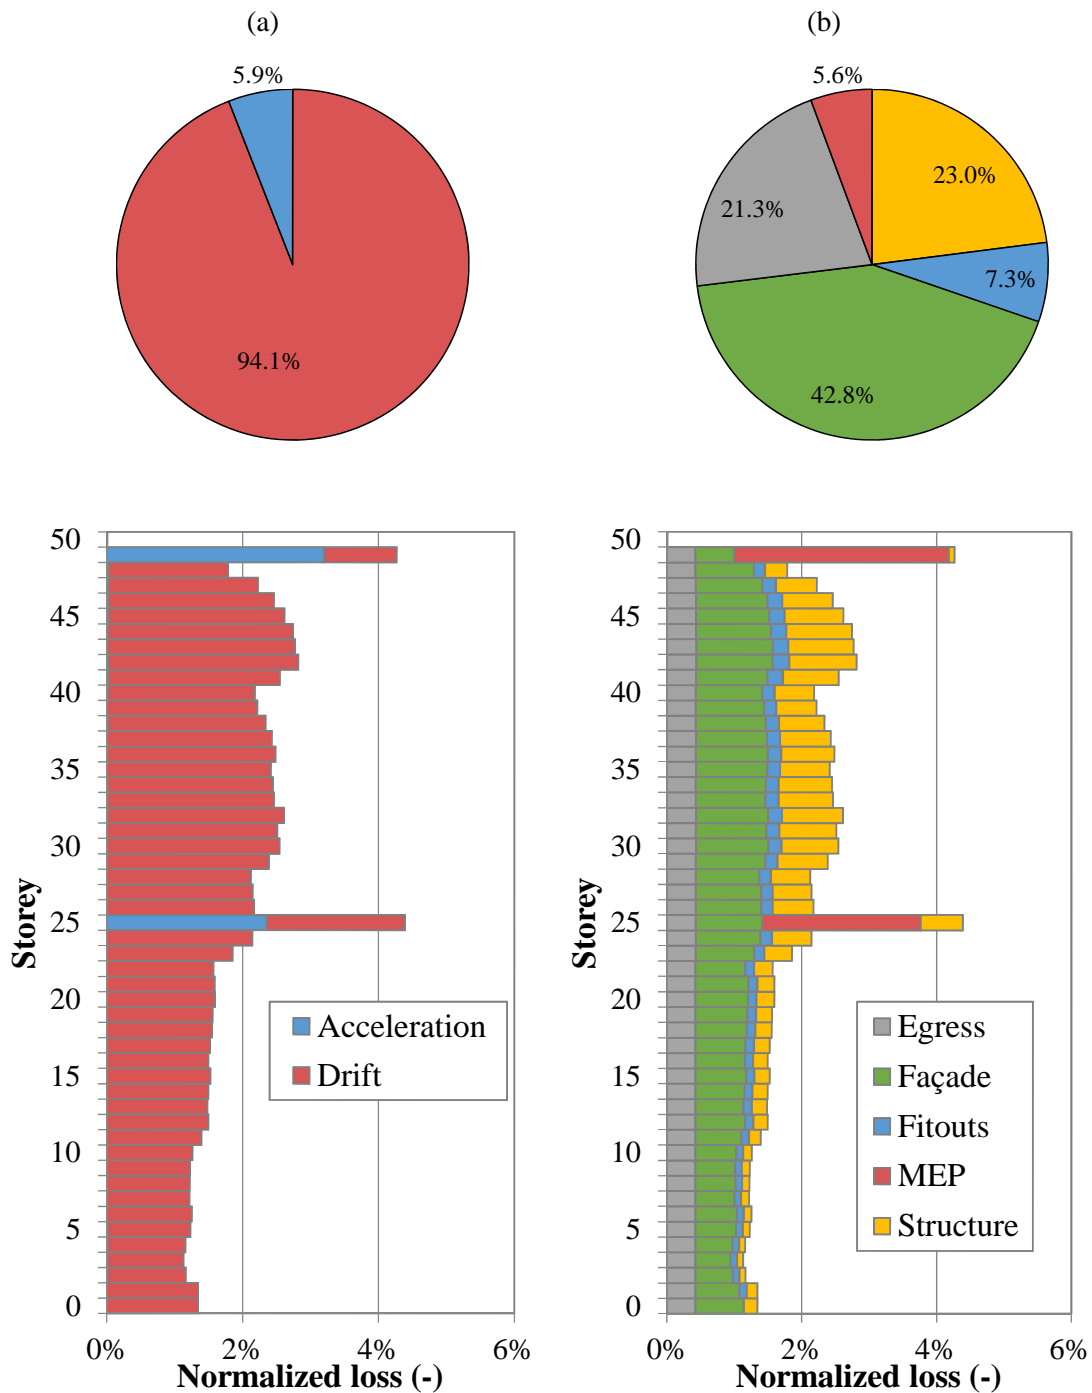 (a)
(b)
5.9%
94.1%
5.6%
23.0%
21.3%
7.3%
42.8%
50
45
40
35
30
25
20
15
10
5
0
Storey
Acceleration
Drift
0%
2%
4%
6%
Normalized loss (-)
50
45
40
35
30
25
20
15
10
5
0
Storey
Egress
Façade
Fitouts
MEP
Structure
0%
2%
4%
6%
Normalized loss (-)